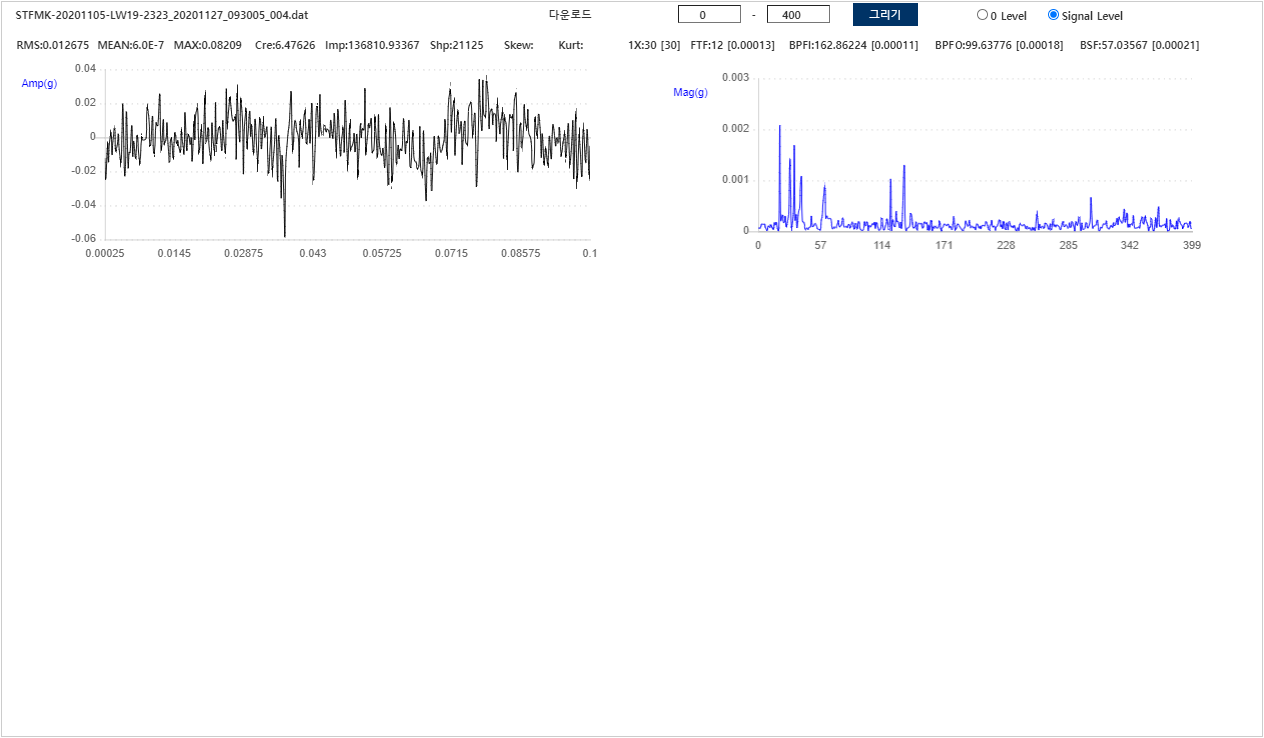 STFMK-20201105-LW19-2323_20201127_093005_004.dat 다운로드 0 - 400 그리기 0 Level Signal Level
RMS:0.012675 MEAN:6.0E-7 MAX:0.08209 Cre:6.47626 Imp:136810.93367 Shp:21125 Skew: Kurt: 1X:30 [30] FTF:12 [0.00013] BPFI:162.86224 [0.00011] BPFO:99.63776 [0.00018] BSF:57.03567 [0.00021]
Amp(g)
0.04
0.02
0
-0.02
-0.04
-0.06
0.00025 0.0145 0.02875 0.043 0.05725 0.0715 0.08575 0.1
Mag(g)
0.003
0.002
0.001
0
0 57 114 171 228 285 342 399